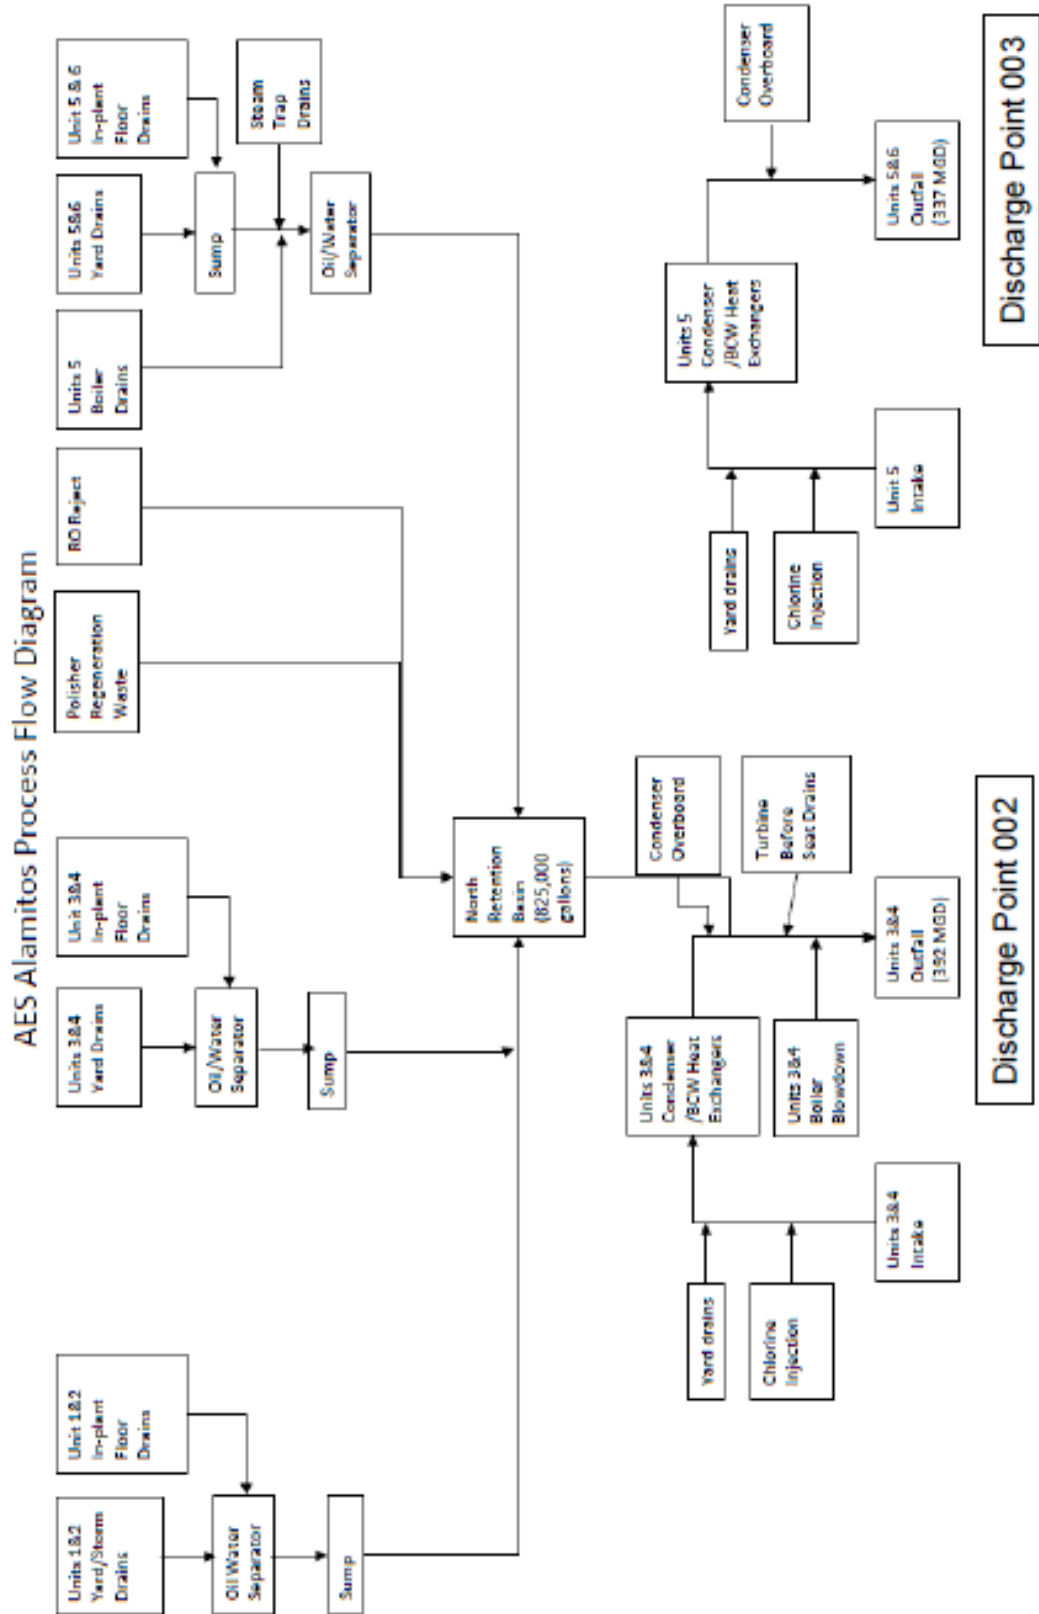 AES Alamitos Process Flow Diagram
Units 1&2
Yard/Storm
Drains
Unit 1&2
In-plant
Floor
Drains
Units 3&4
Yard Drains
Unit 3&4
In-plant
Floor
Drains
Polisher
Regeneration
Waste
RO Reject
Units 5
Boiler
Drains
Units 5&6
Yard Drains
Unit 5 & 6
In-plant
Floor
Drains
Oil Water
Separator
Oil/Water
Separator
Sump
Steam
Trap
Drains
Sump
Sump
Oil/Water
Separator
North
Retention
Basin
(825,000
gallons)
Yard drains
Chlorine
Injection
Units 3&4
Condenser
/BCW Heat
Exchangers
Condenser
Overboard
Turbine
Before
Seat Drains
Units 3&4
Boiler
Blowdown
Units 3&4
Intake
Units 3&4
Outfall
(392 MGD)
Yard drains
Chlorine
Injection
Units 5
Condenser
/BCW Heat
Exchangers
Condenser
Overboard
Unit 5
Intake
Units 5&6
Outfall
(337 MGD)
Discharge Point 002
Discharge Point 003